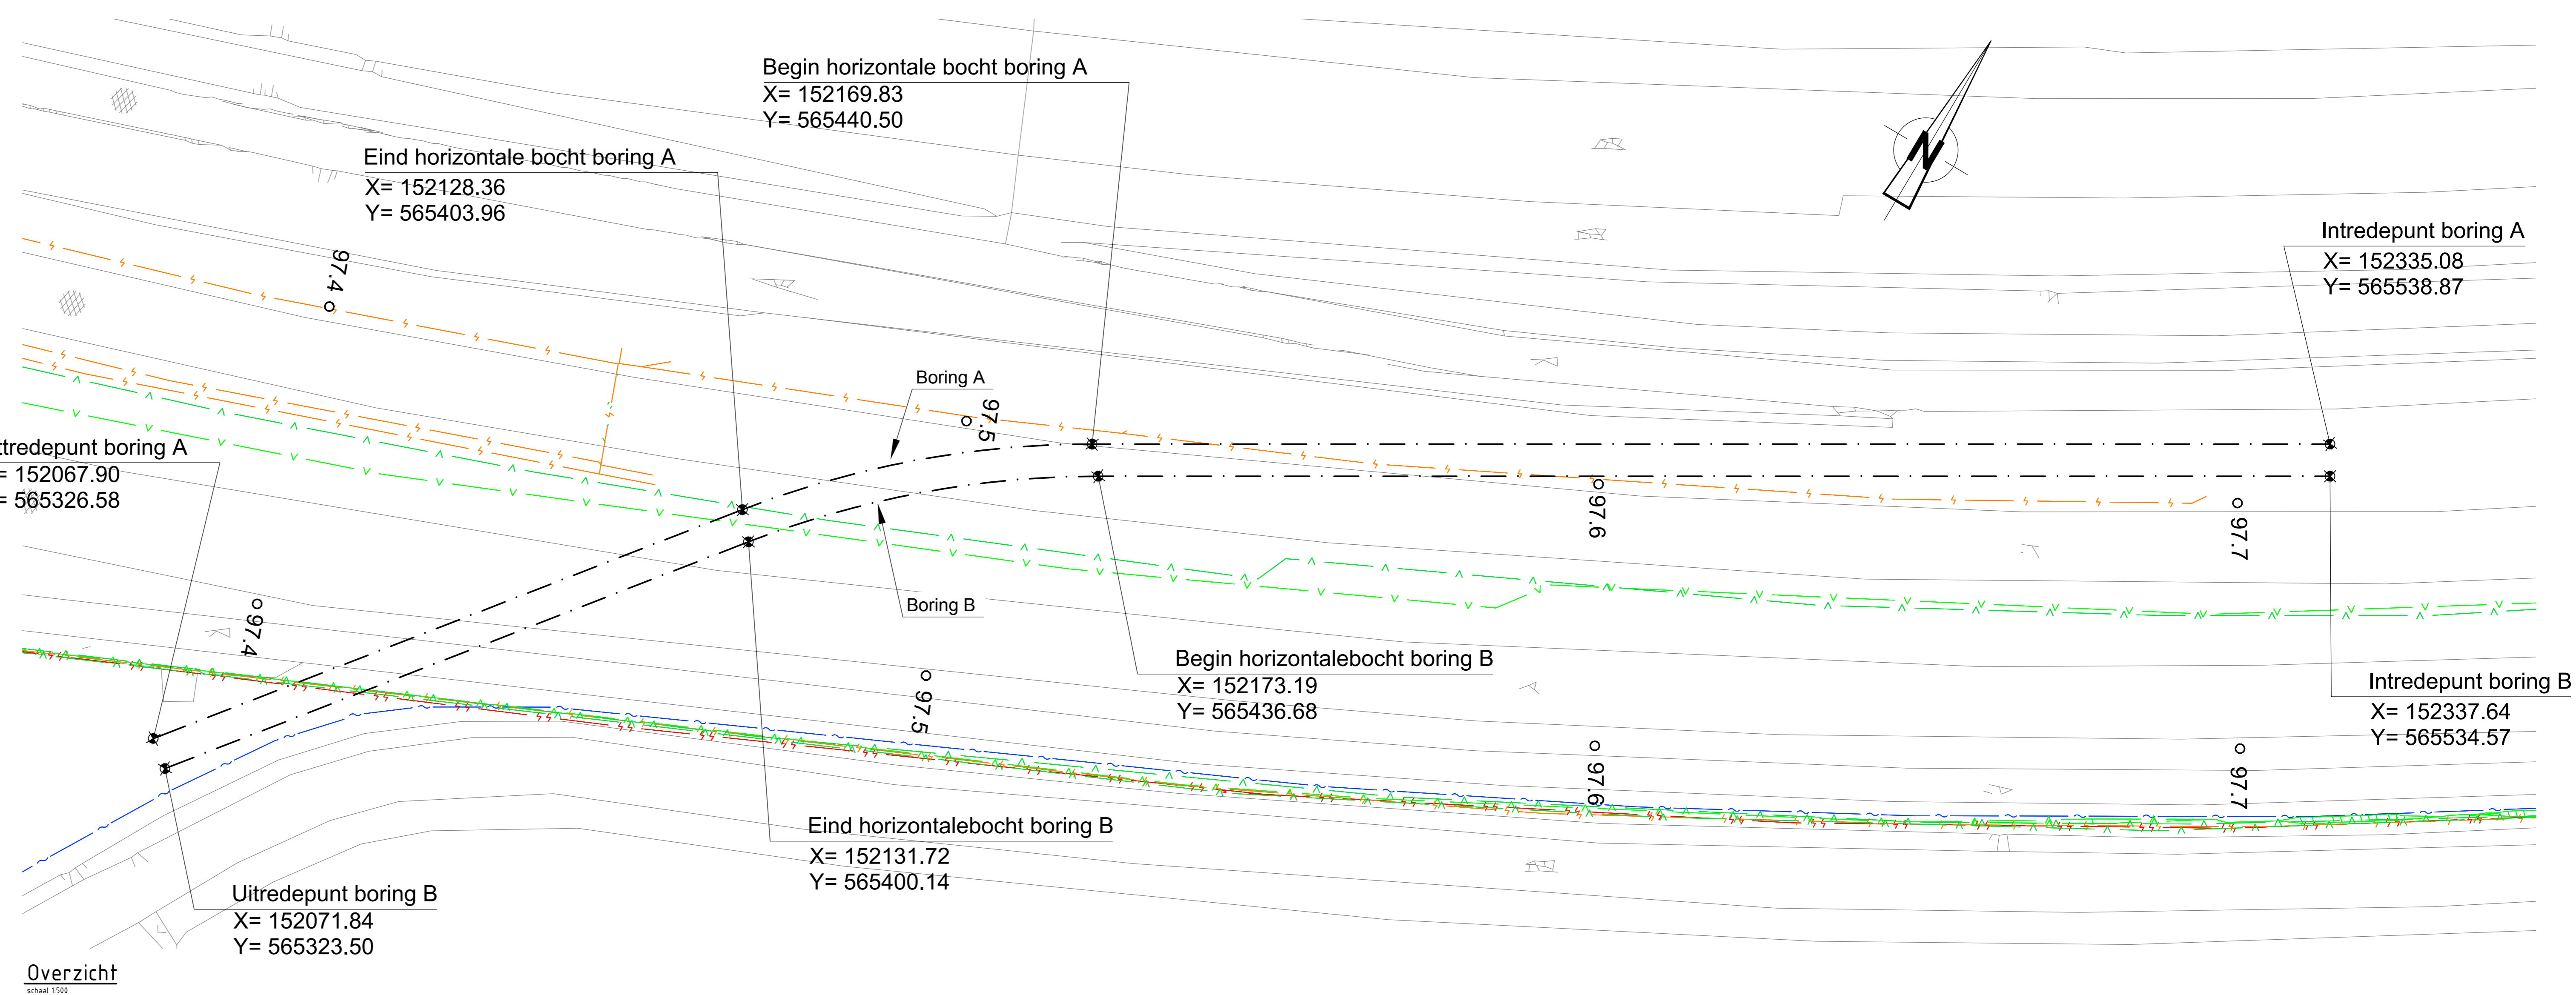 Begin horizontale bocht boring A
X= 152169.83
Y= 565440.50
Eind horizontale bocht boring A
X= 152128.36
Y= 565403.96
N
Intredepunt boring A
X= 152335.08
Y= 565538.87
97.4
Boring A
97.5
tredepunt boring A
= 152067.90
= 565326.58
97.6
97.7
Boring B
97.4
97.5
Begin horizontalebocht boring B
X= 152173.19
Y= 565436.68
Intredepunt boring B
X= 152337.64
Y= 565534.57
97.6
97.7
Eind horizontalebocht boring B
X= 152131.72
Y= 565400.14
Uitredepunt boring B
X= 152071.84
Y= 565323.50
Overzicht
schaal 1:500